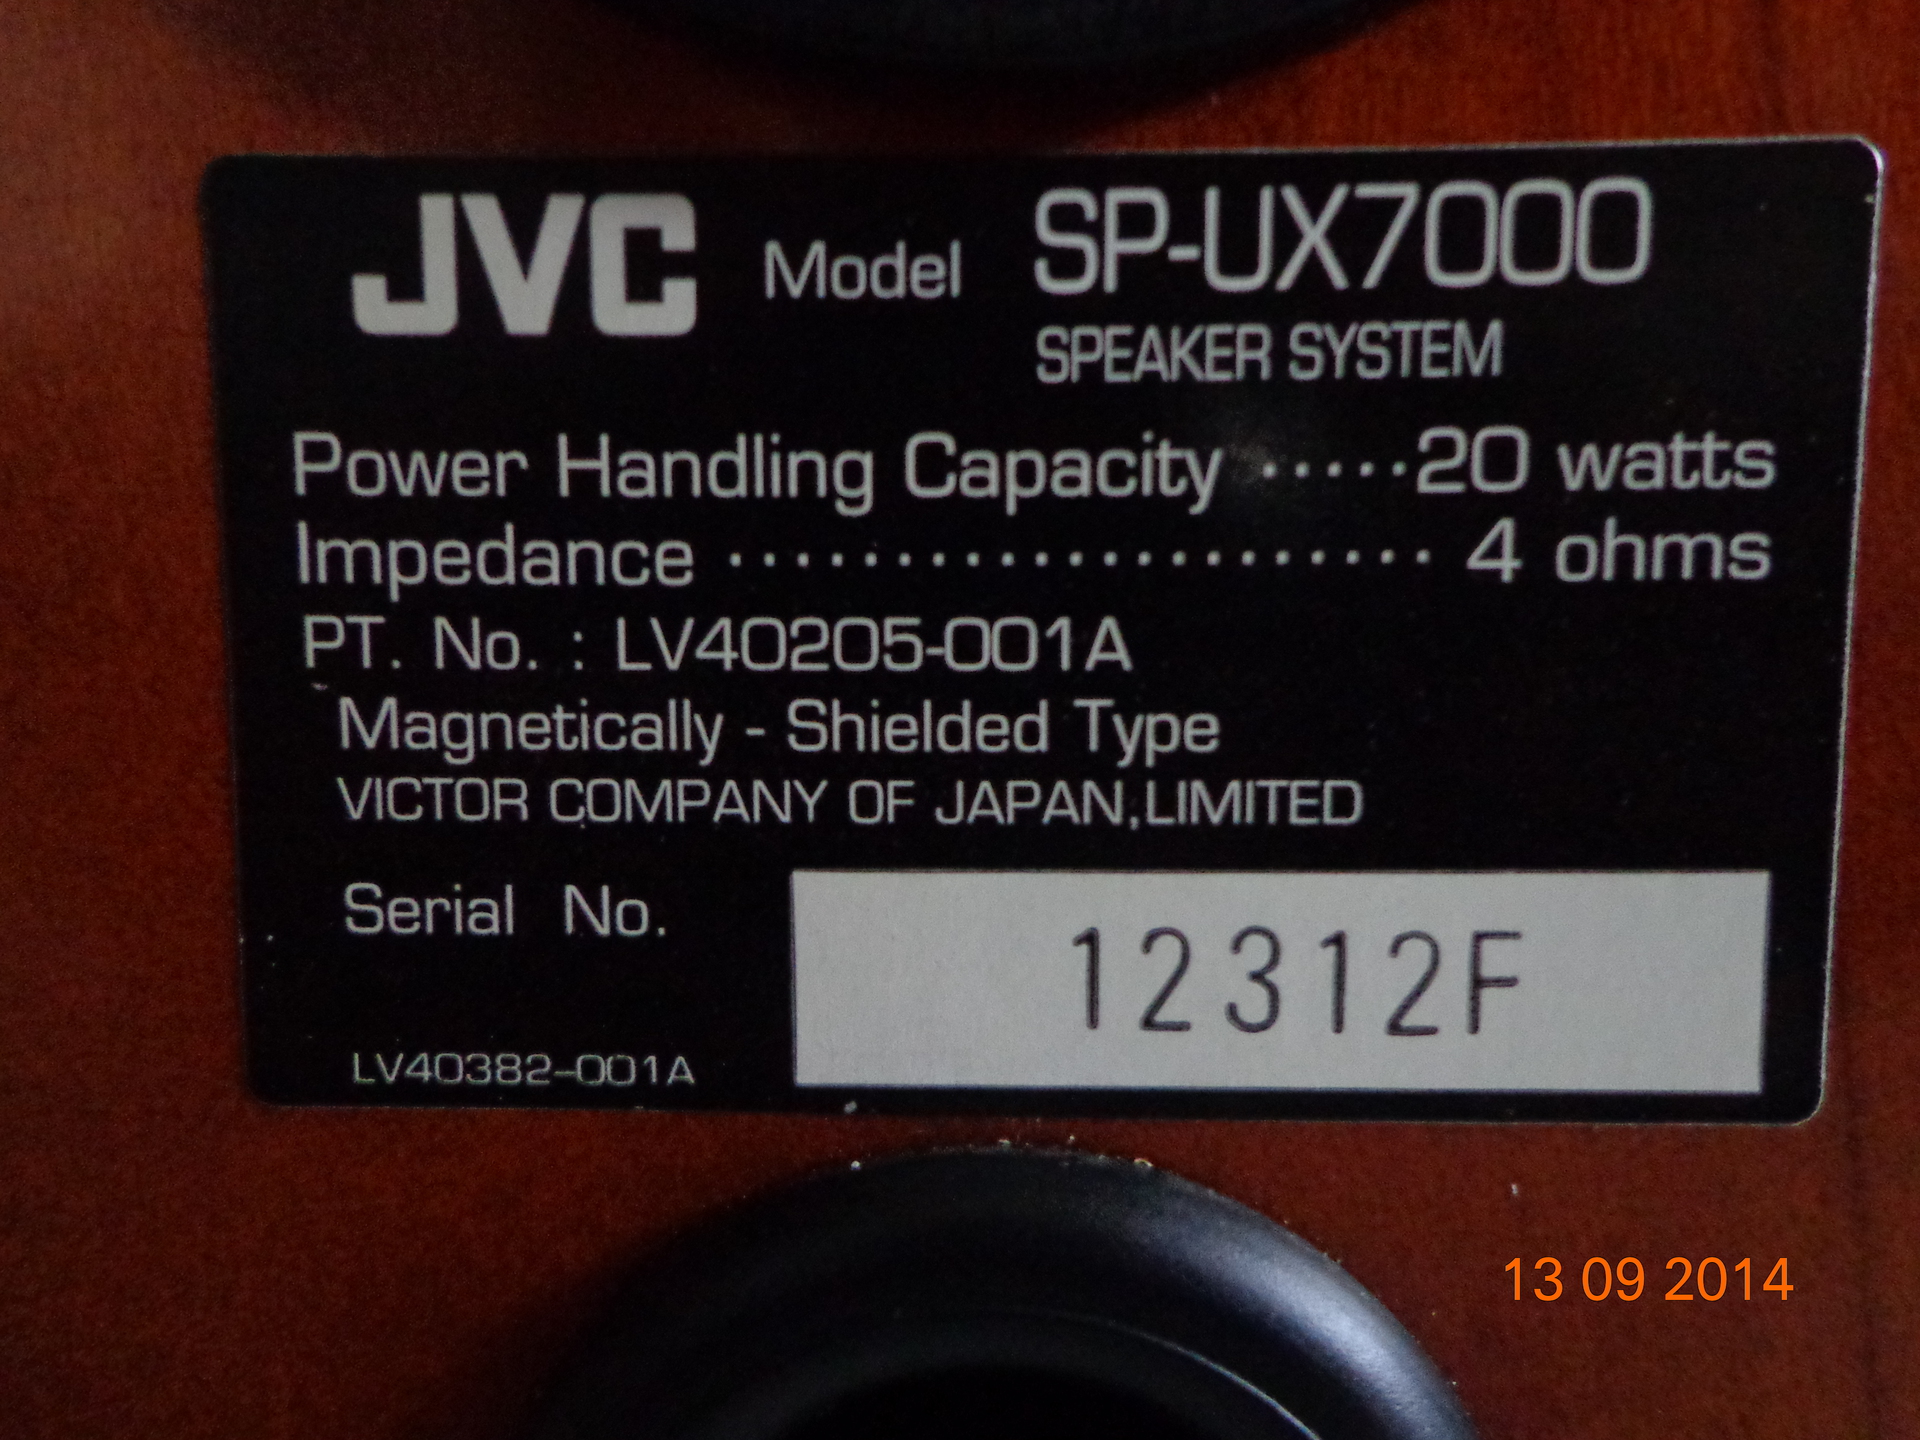 JVC Model SP-UX7000
SPEAKER SYSTEM
Power Handling Capacity ·····20 watts
Impedance ······················ 4 ohms
PT. No. : LV40205-001A
Magnetically - Shielded Type
VICTOR COMPANY OF JAPAN,LIMITED
Serial No. 12312F
LV40382-001A
13 09 2014